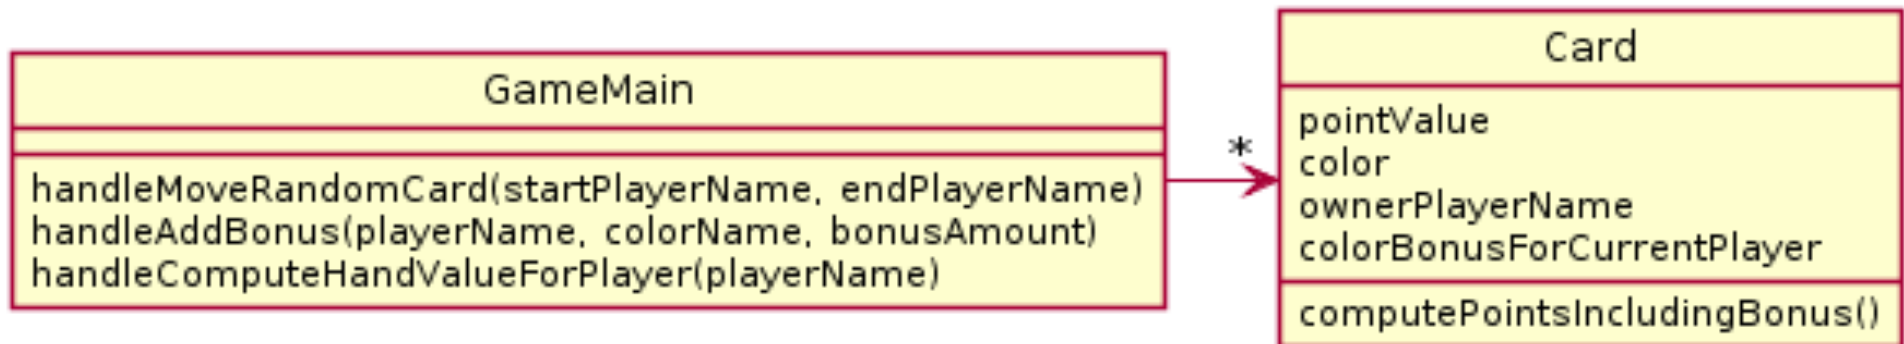 GameMain
handleMoveRandomCard(startPlayerName, endPlayerName)
handleAddBonus(playerName, colorName, bonusAmount)
handleComputeHandValueForPlayer(playerName)
*
Card
pointValue
color
ownerPlayerName
colorBonusForCurrentPlayer
computePointsIncludingBonus()